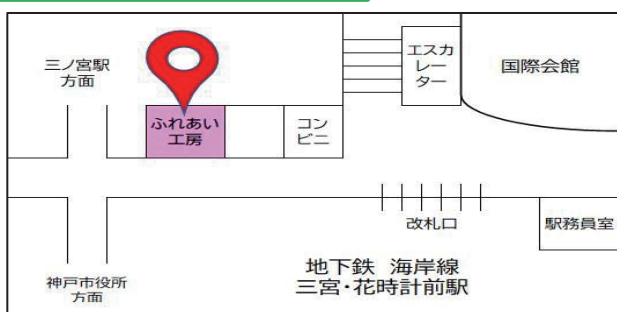 三ノ宮駅
方面
ふれあい
工房
コン
ビニ
エスカ
レー
ター
国際会館
改札口
駅務員室
神戸市役所
方面
地下鉄 海岸線
三宮・花時計前駅